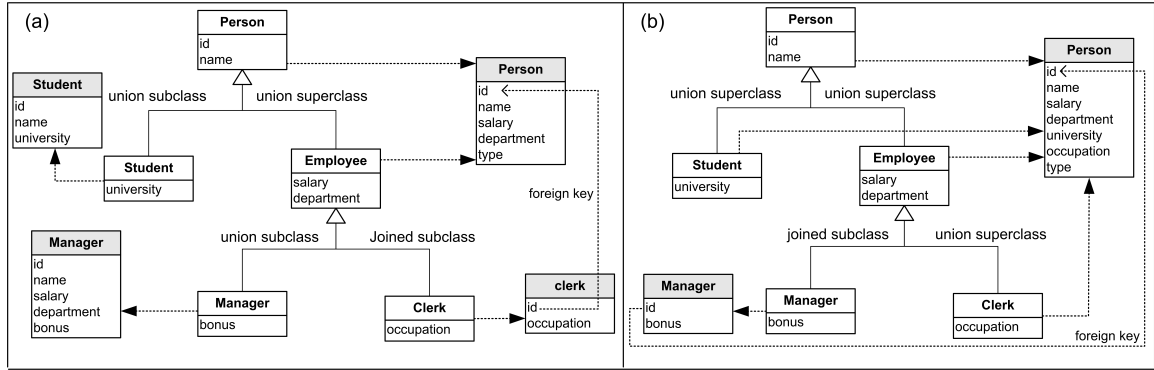 (a)
Person
id
name
Student
id
name
university
union subclass
union superclass
Person
id
name
salary
department
type
Student
university
Employee
salary
department
foreign key
Manager
id
name
salary
department
bonus
union subclass
Joined subclass
Manager
bonus
Clerk
occupation
clerk
id
occupation
(b)
Person
id
name
Person
id
name
salary
department
university
occupation
type
union superclass
union superclass
Student
university
Employee
salary
department
joined subclass
union superclass
Manager
id
bonus
Manager
bonus
Clerk
occupation
foreign key